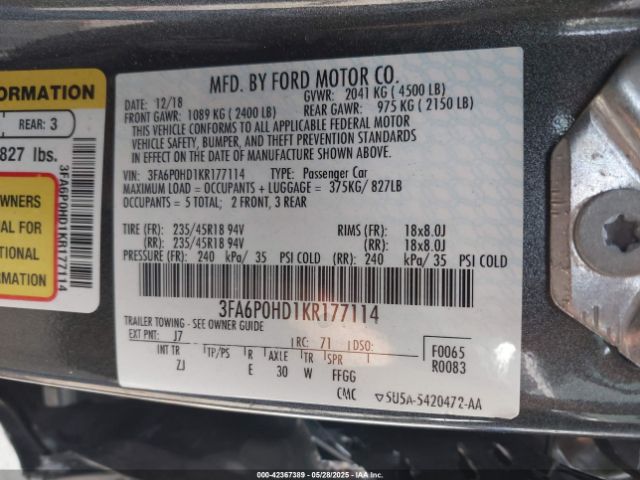 ORMATION
REAR: 3
827 lbs.
WNERS
UAL FOR
TIONAL
MATION
3FA6P0HD1KR177114
MFD. BY FORD MOTOR CO.
DATE: 12/18 GVWR: 2041 KG ( 4500 LB)
FRONT GAWR: 1089 KG ( 2400 LB) REAR GAWR: 975 KG ( 2150 LB)
THIS VEHICLE CONFORMS TO ALL APPLICABLE FEDERAL MOTOR
VEHICLE SAFETY, BUMPER, AND THEFT PREVENTION STANDARDS
IN EFFECT ON THE DATE OF MANUFACTURE SHOWN ABOVE.
VIN: 3FA6P0HD1KR177114 TYPE: Passenger Car
MAXIMUM LOAD = OCCUPANTS + LUGGAGE = 375KG/ 827LB
OCCUPANTS = 5 TOTAL; 2 FRONT, 3 REAR
TIRE (FR): 235/45R18 94V RIMS (FR): 18x8.0J
(RR): 235/45R18 94V (RR): 18x8.0J
PRESSURE (FR): 240 kPa/ 35 PSI COLD (RR): 240 kPa/ 35 PSI COLD
3FA6P0HD1KR177114
TRAILER TOWING - SEE OWNER GUIDE
EXT PNT: J7 RC: 71 DSO: F0065
INT TR TP/PS R AXLE TR SPR R0083
ZJ E 30 W FFGG
CMC 5U5A-5420472-AA
000-42367389 - 05/28/2025 - IAAI.COM